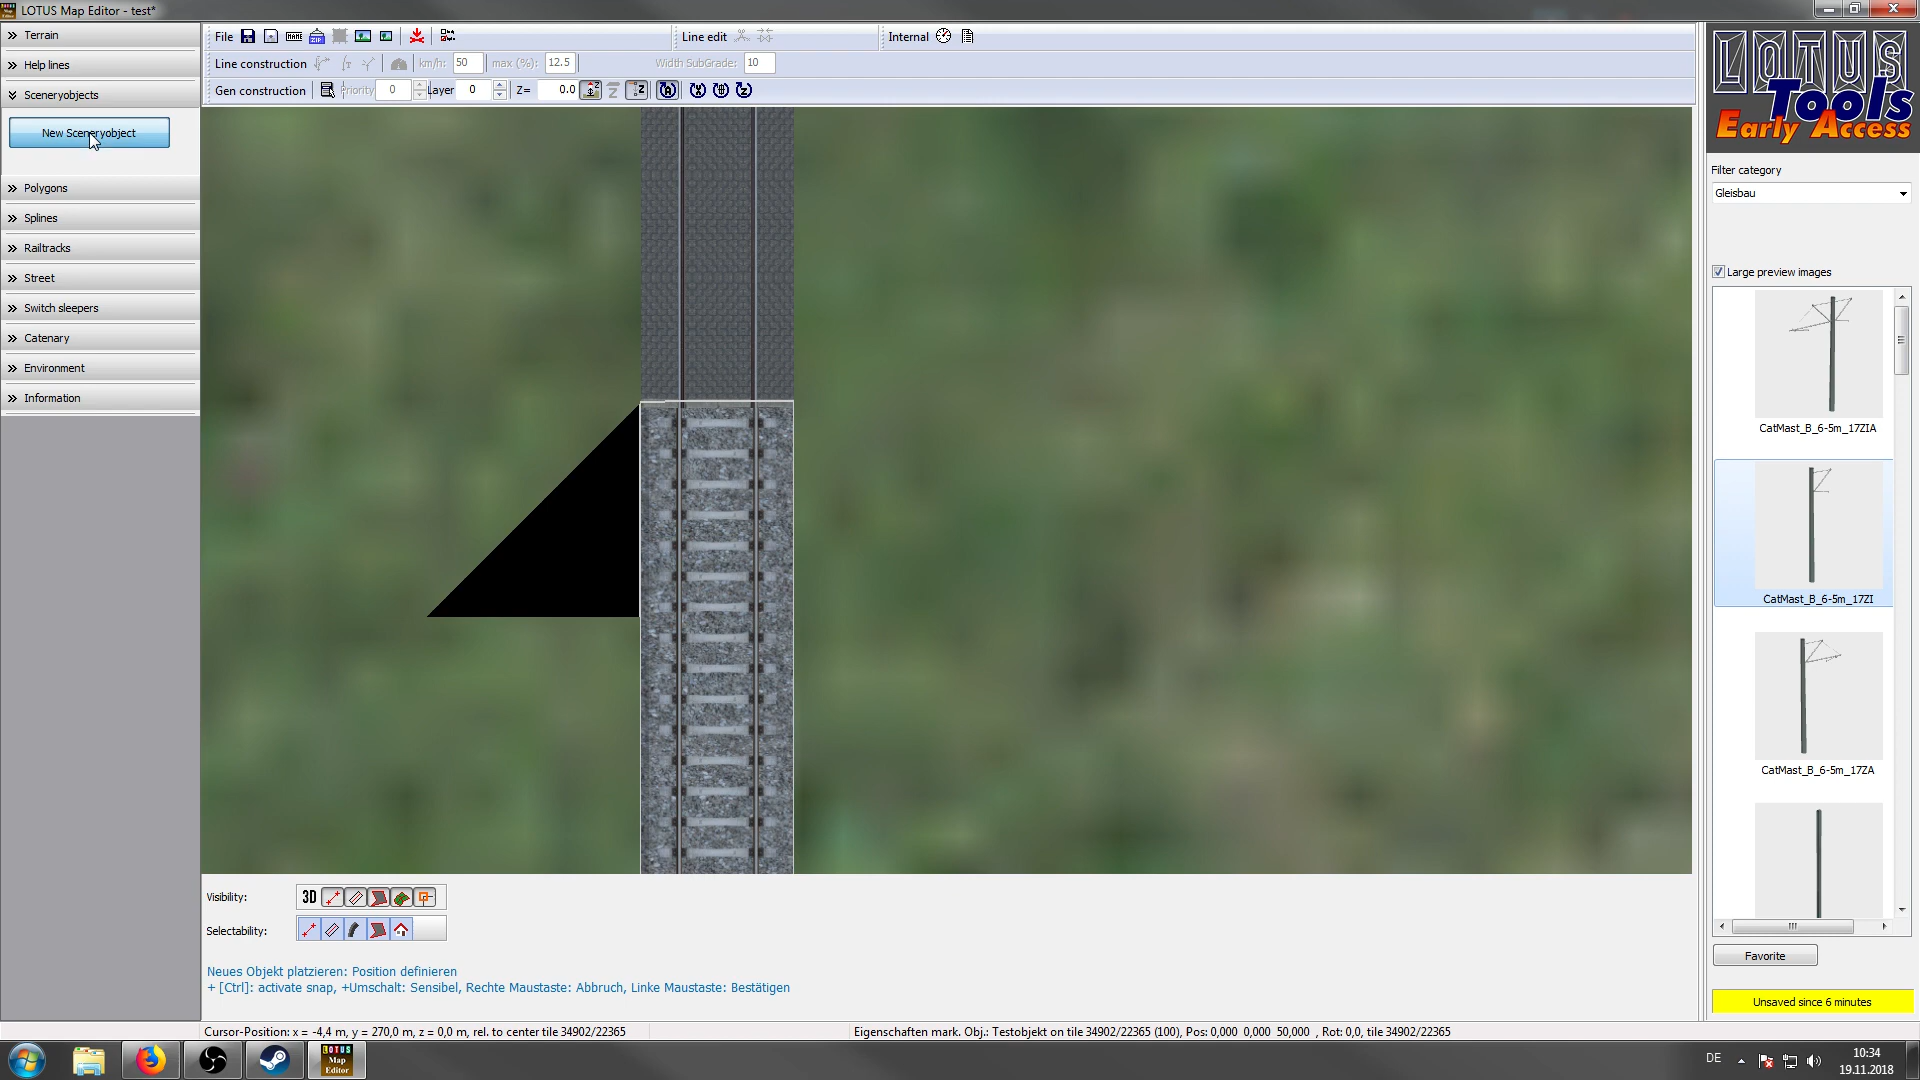 LOTUS Map Editor - test*
Terrain
Help lines
Sceneryobjects
New Sceneryobject
Polygons
Splines
Railtracks
Street
Switch sleepers
Catenary
Environment
Information
File
Line edit
Internal
Line construction
km/h: 50
max (%): 12.5
Width SubGrade: 10
Gen construction
Priority 0
Layer 0
Z= 0.0
LOTUS
Tools
Early Access
Filter category
Gleisbau
Large preview images
CatMast_B_6-5m_17ZIA
CatMast_B_6-5m_17ZI
CatMast_B_6-5m_17ZA
Favorite
Unsaved since 6 minutes
Visibility:
3D
Selectability:
Neues Objekt platzieren: Position definieren
+ [Ctrl]: activate snap, +Umschalt: Sensibel, Rechte Maustaste: Abbruch, Linke Maustaste: Bestätigen
Cursor-Position: x = -4,4 m, y = 270,0 m, z = 0,0 m, rel. to center tile 34902/22365
Eigenschaften mark. Obj.: Testobjekt on tile 34902/22365 (100), Pos: 0,000 0,000 50,000 , Rot: 0,0, tile 34902/22365
LOTUS
Map
Editor
DE
10:34
19.11.2018